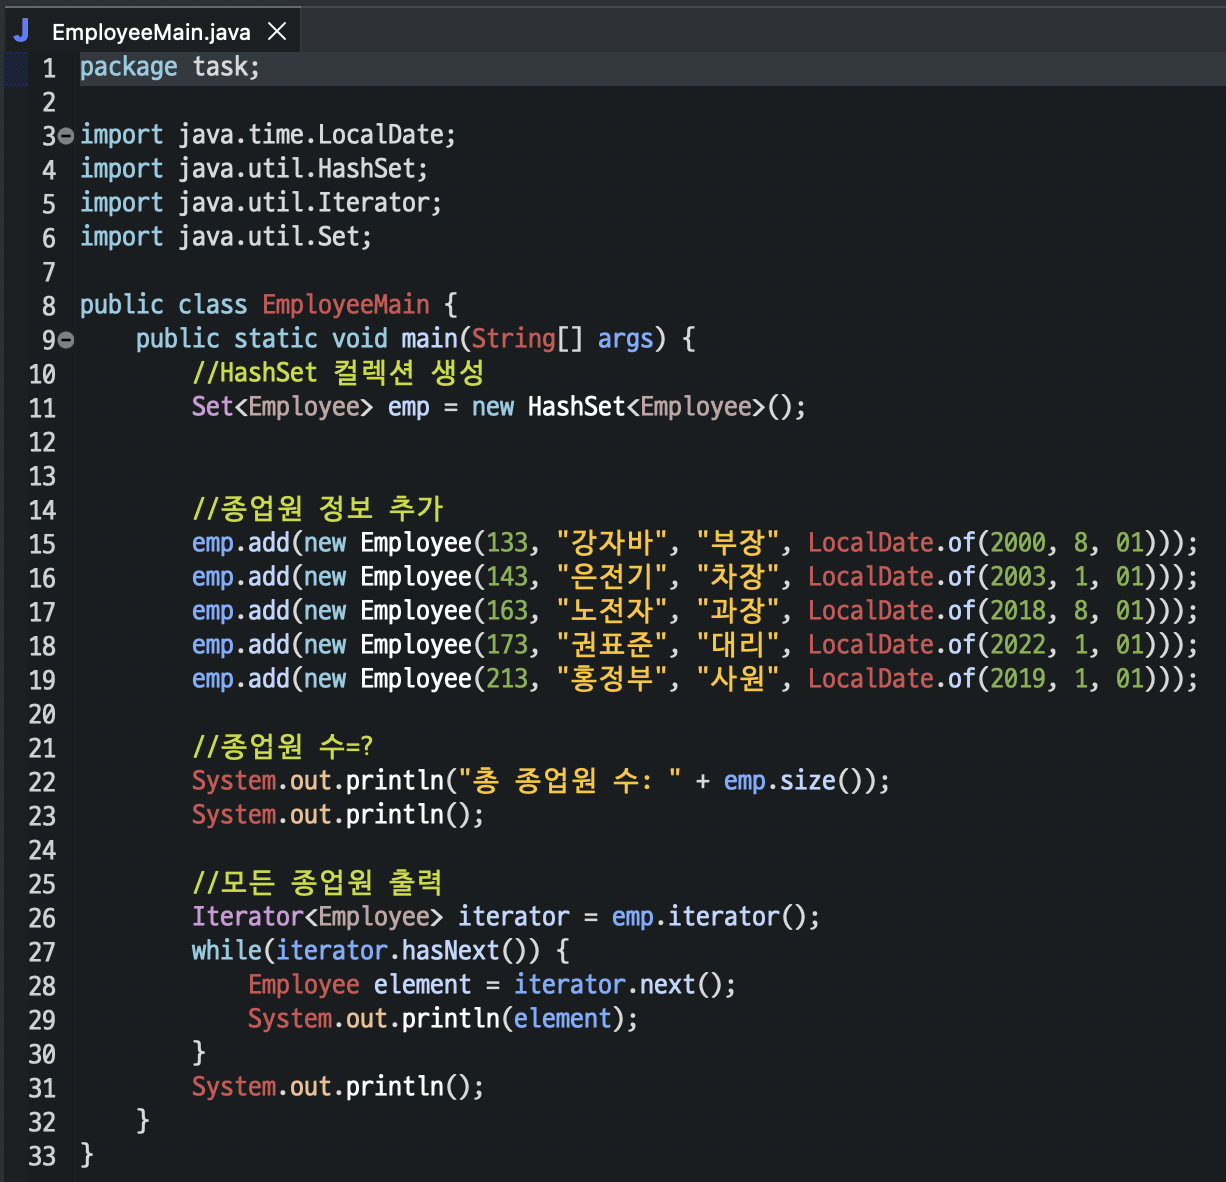 J EmployeeMain.java ×
1 package task;
2
3 import java.time.LocalDate;
4 import java.util.HashSet;
5 import java.util.Iterator;
6 import java.util.Set;
7
8 public class EmployeeMain {
9     public static void main(String[] args) {
10         //HashSet 컬렉션 생성
11         Set<Employee> emp = new HashSet<Employee>();
12
13
14         //종업원 정보 추가
15         emp.add(new Employee(133, "강자바", "부장", LocalDate.of(2000, 8, 01)));
16         emp.add(new Employee(143, "은전기", "차장", LocalDate.of(2003, 1, 01)));
17         emp.add(new Employee(163, "노전자", "과장", LocalDate.of(2018, 8, 01)));
18         emp.add(new Employee(173, "권표준", "대리", LocalDate.of(2022, 1, 01)));
19         emp.add(new Employee(213, "홍정부", "사원", LocalDate.of(2019, 1, 01)));
20
21         //종업원 수=?
22         System.out.println("총 종업원 수: " + emp.size());
23         System.out.println();
24
25         //모든 종업원 출력
26         Iterator<Employee> iterator = emp.iterator();
27         while(iterator.hasNext()) {
28             Employee element = iterator.next();
29             System.out.println(element);
30         }
31         System.out.println();
32     }
33 }